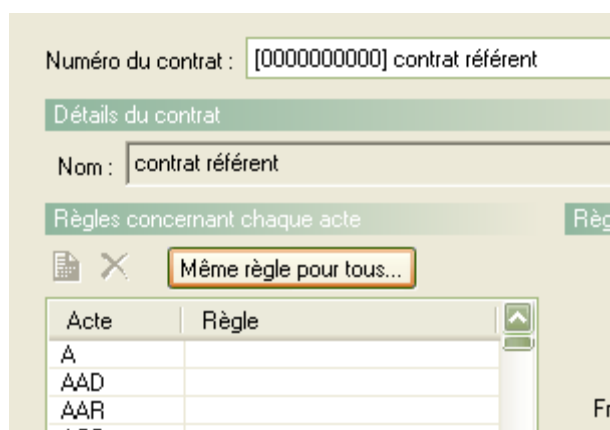 Numéro du contrat : [0000000000] contrat référent
Détails du contrat
Nom : contrat référent
Règles concernant chaque acte
Même règle pour tous...
Acte Règle
A
AAD
AAR